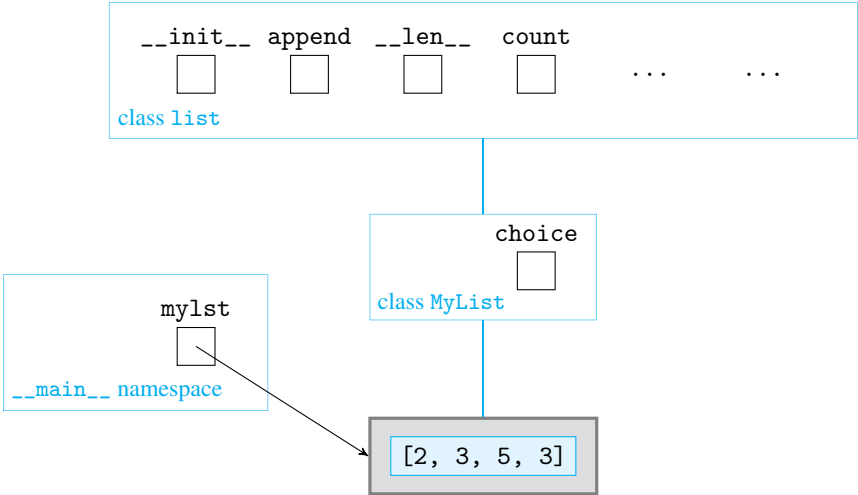 __init__ append __len__ count ... ...
class list
choice
class MyList
mylst
__main__ namespace
[2, 3, 5, 3]